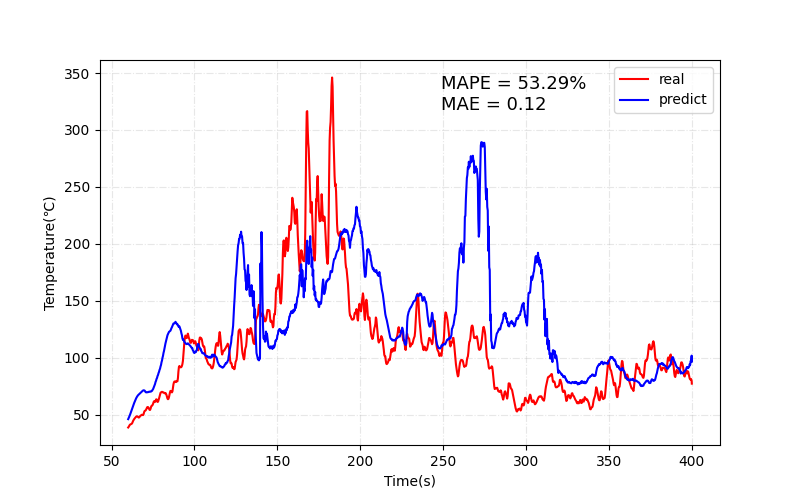 MAPE = 53.29%
MAE = 0.12
real
predict
350
300
250
200
150
100
50
Temperature(℃)
50 100 150 200 250 300 350 400
Time(s)